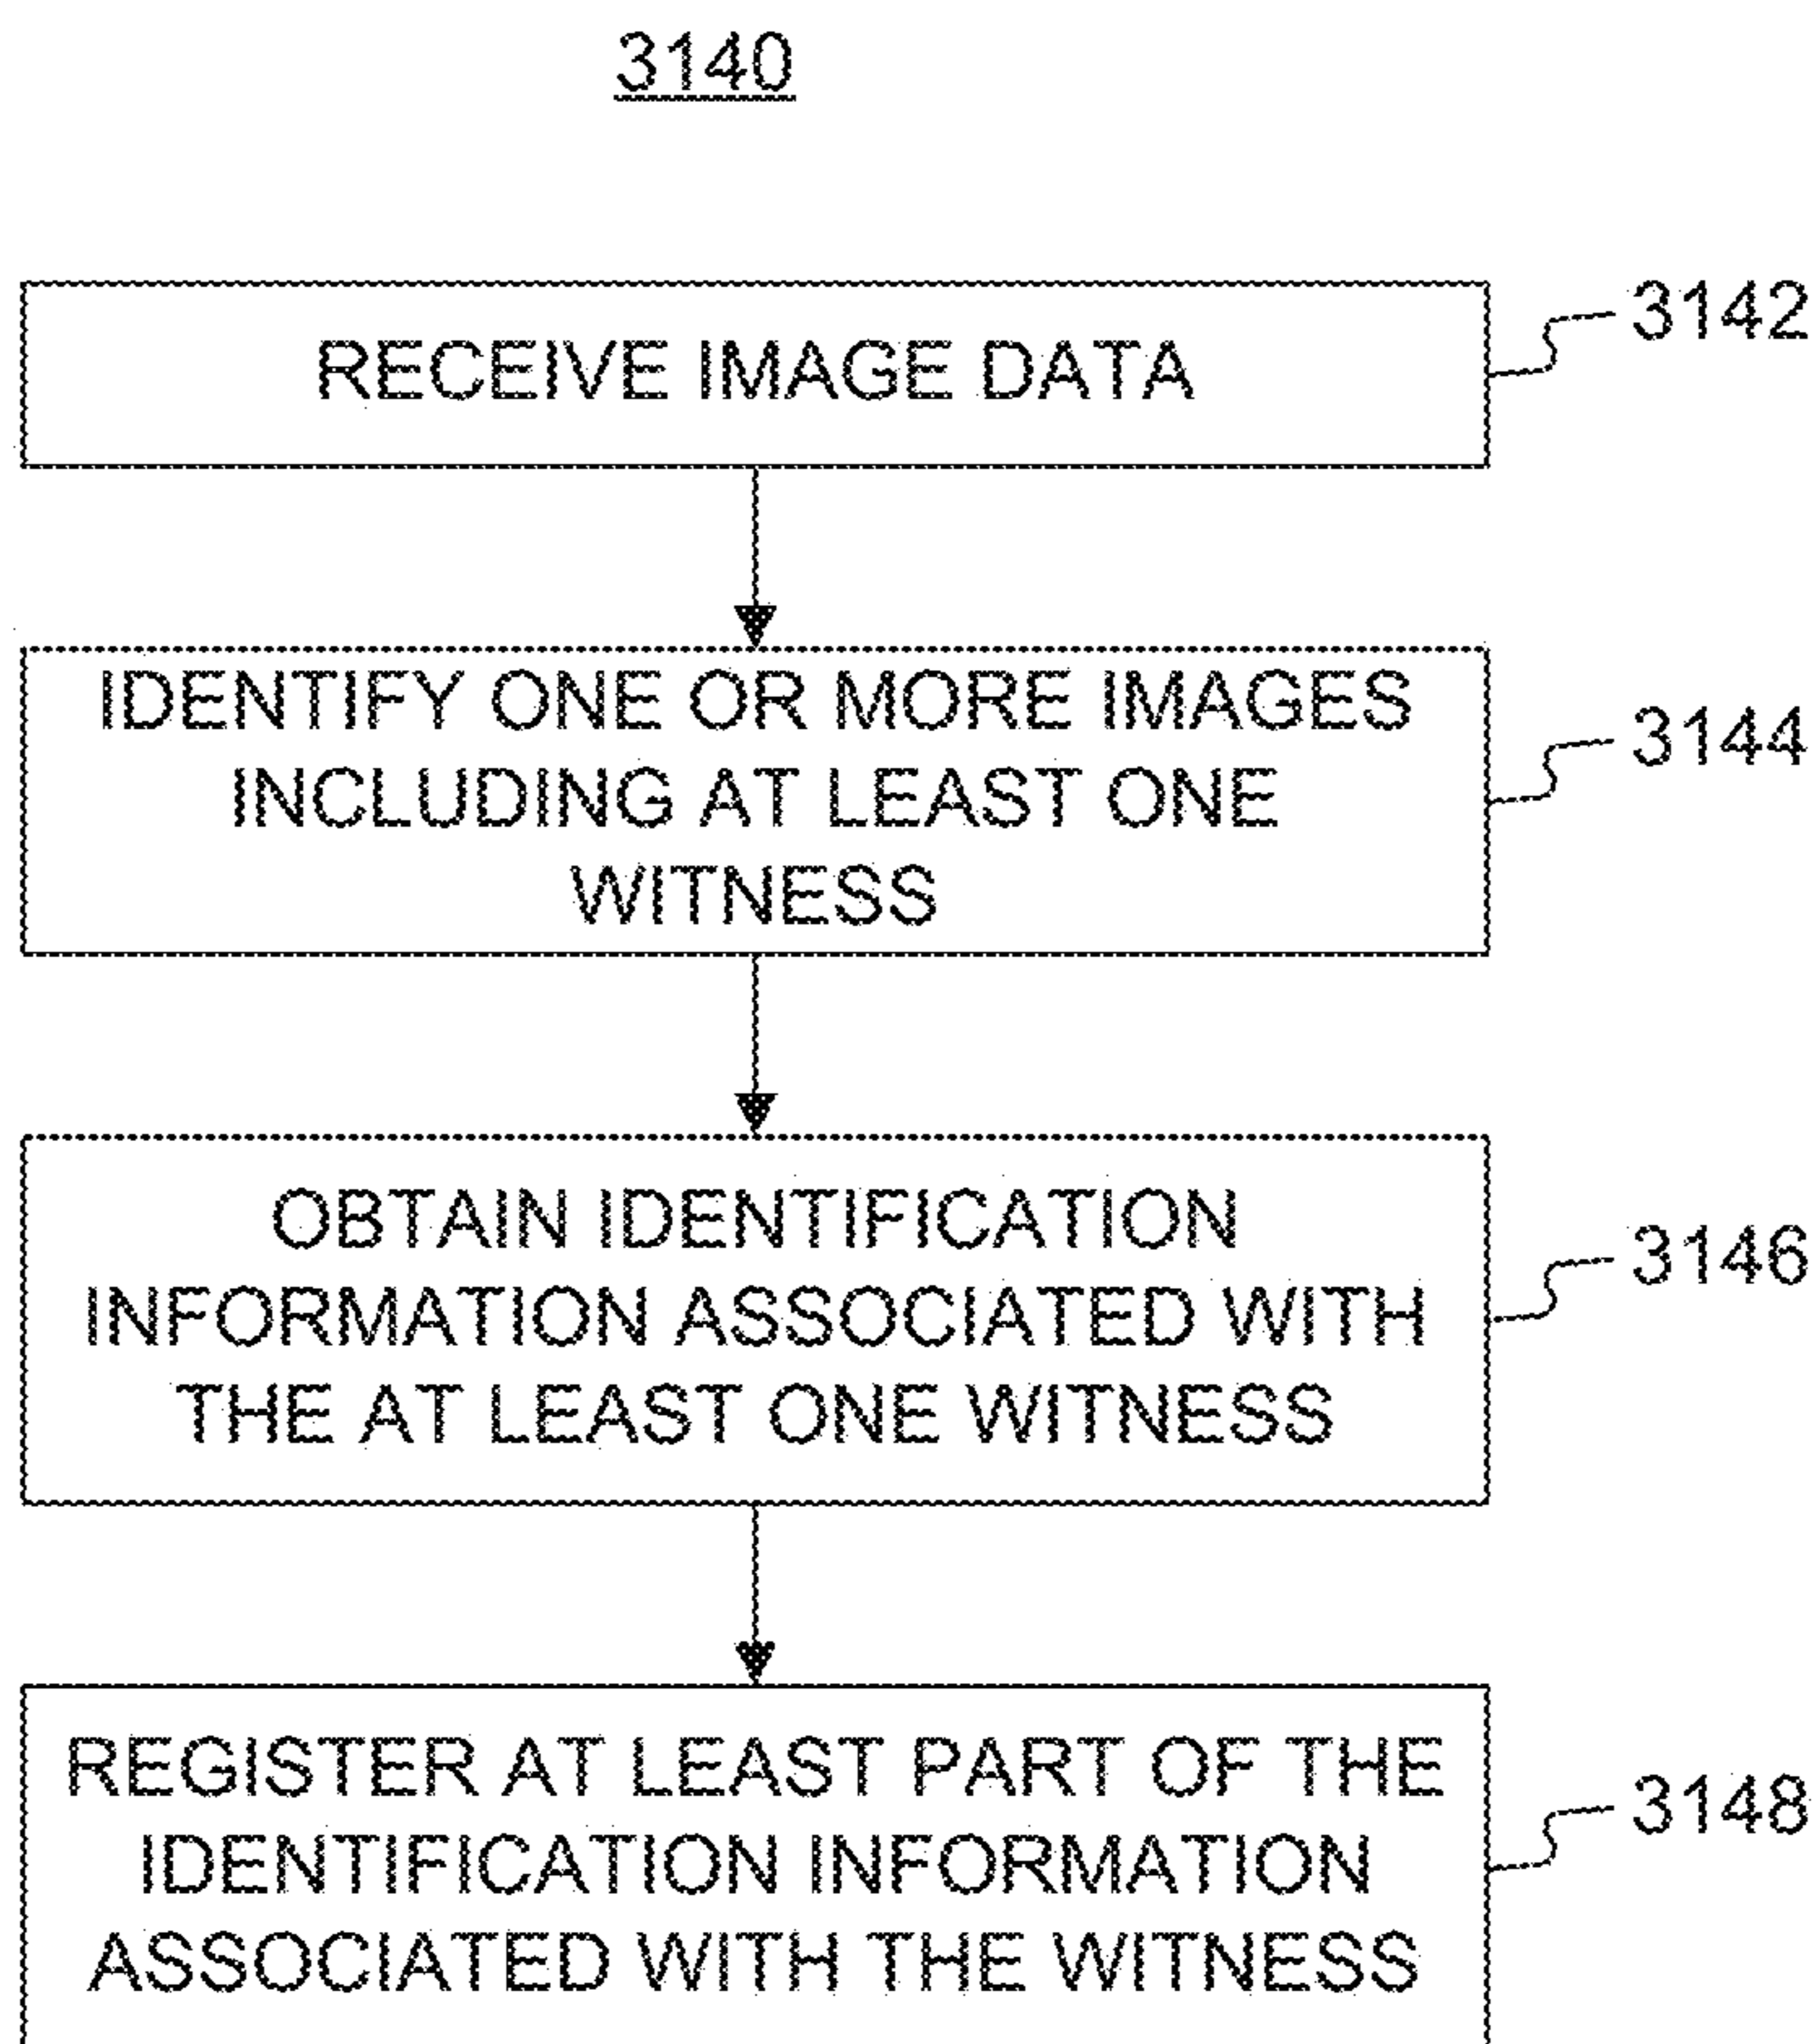 3140
RECEIVE IMAGE DATA
3142
IDENTIFY ONE OR MORE IMAGES
INCLUDING AT LEAST ONE
WITNESS
3144
OBTAIN IDENTIFICATION
INFORMATION ASSOCIATED WITH
THE AT LEAST ONE WITNESS
3146
REGISTER AT LEAST PART OF THE
IDENTIFICATION INFORMATION
ASSOCIATED WITH THE WITNESS
3148